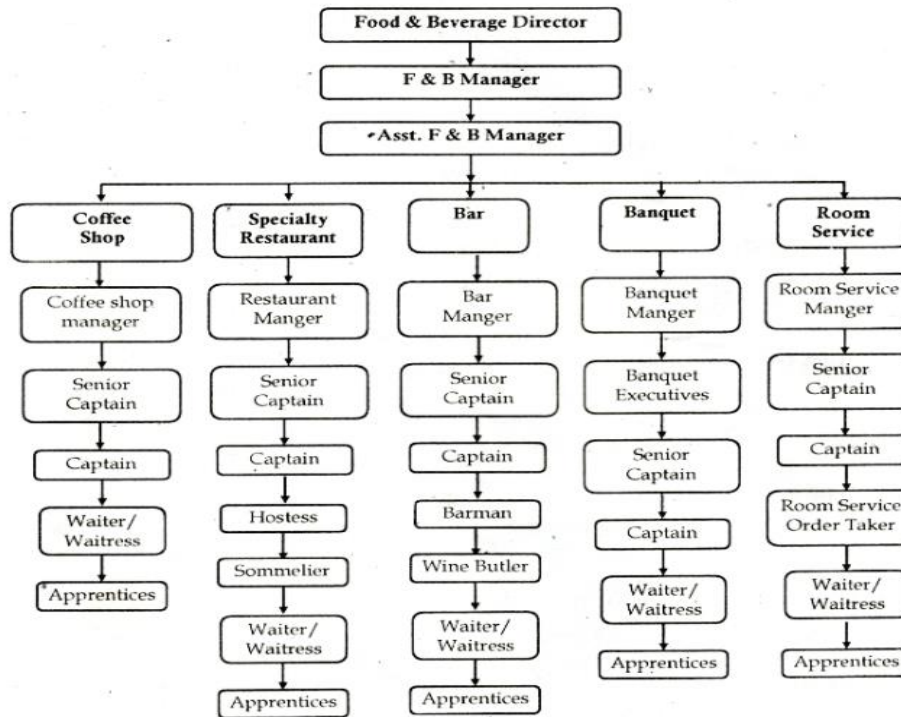 Food & Beverage Director
F & B Manager
Asst. F & B Manager
Coffee
Shop
Specialty
Restaurant
Bar
Banquet
Room
Service
Coffee shop
manager
Restaurant
Manger
Bar
Manger
Banquet
Manger
Room Service
Manger
Senior
Captain
Senior
Captain
Senior
Captain
Banquet
Executives
Senior
Captain
Captain
Captain
Captain
Senior
Captain
Captain
Waiter/
Waitress
Hostess
Barman
Captain
Room Service
Order Taker
Apprentices
Sommelier
Wine Butler
Waiter/
Waitress
Waiter/
Waitress
Waiter/
Waitress
Waiter/
Waitress
Apprentices
Apprentices
Apprentices
Apprentices